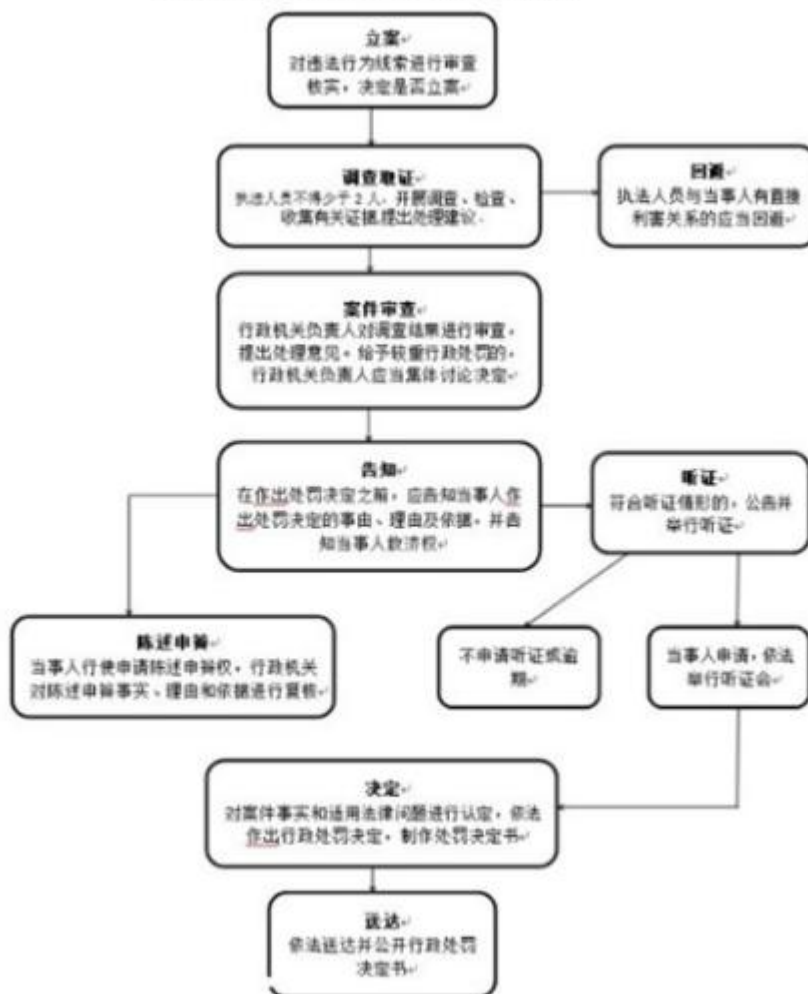 立案
对违法行为线索进行审查
核实，决定是否立案
调查取证
执法人员不得少于2人，开展调查、检查、
收集有关证据,提出处理建议.
回避
执法人员与当事人有直接
利害关系的应当回避
案件审查
行政机关负责人对调查结果进行审查，
提出处理意见。给予较重行政处罚的，
行政机关负责人应当集体讨论决定
告知
在作出处罚决定之前，应告知当事人作
出处罚决定的事由、理由及依据，并告
知当事人救济权
听证
符合听证情形的，公告并
举行听证
陈述申辩
当事人行使申请陈述申辩权，行政机关
对陈述申辩事实、理由和依据进行复核
不申请听证或逾
期
当事人申请，依法
举行听证会
决定
对案件事实和适用法律问题进行认定，依法
作出行政处罚决定，制作处罚决定书
送达
依法送达并公开行政处罚
决定书